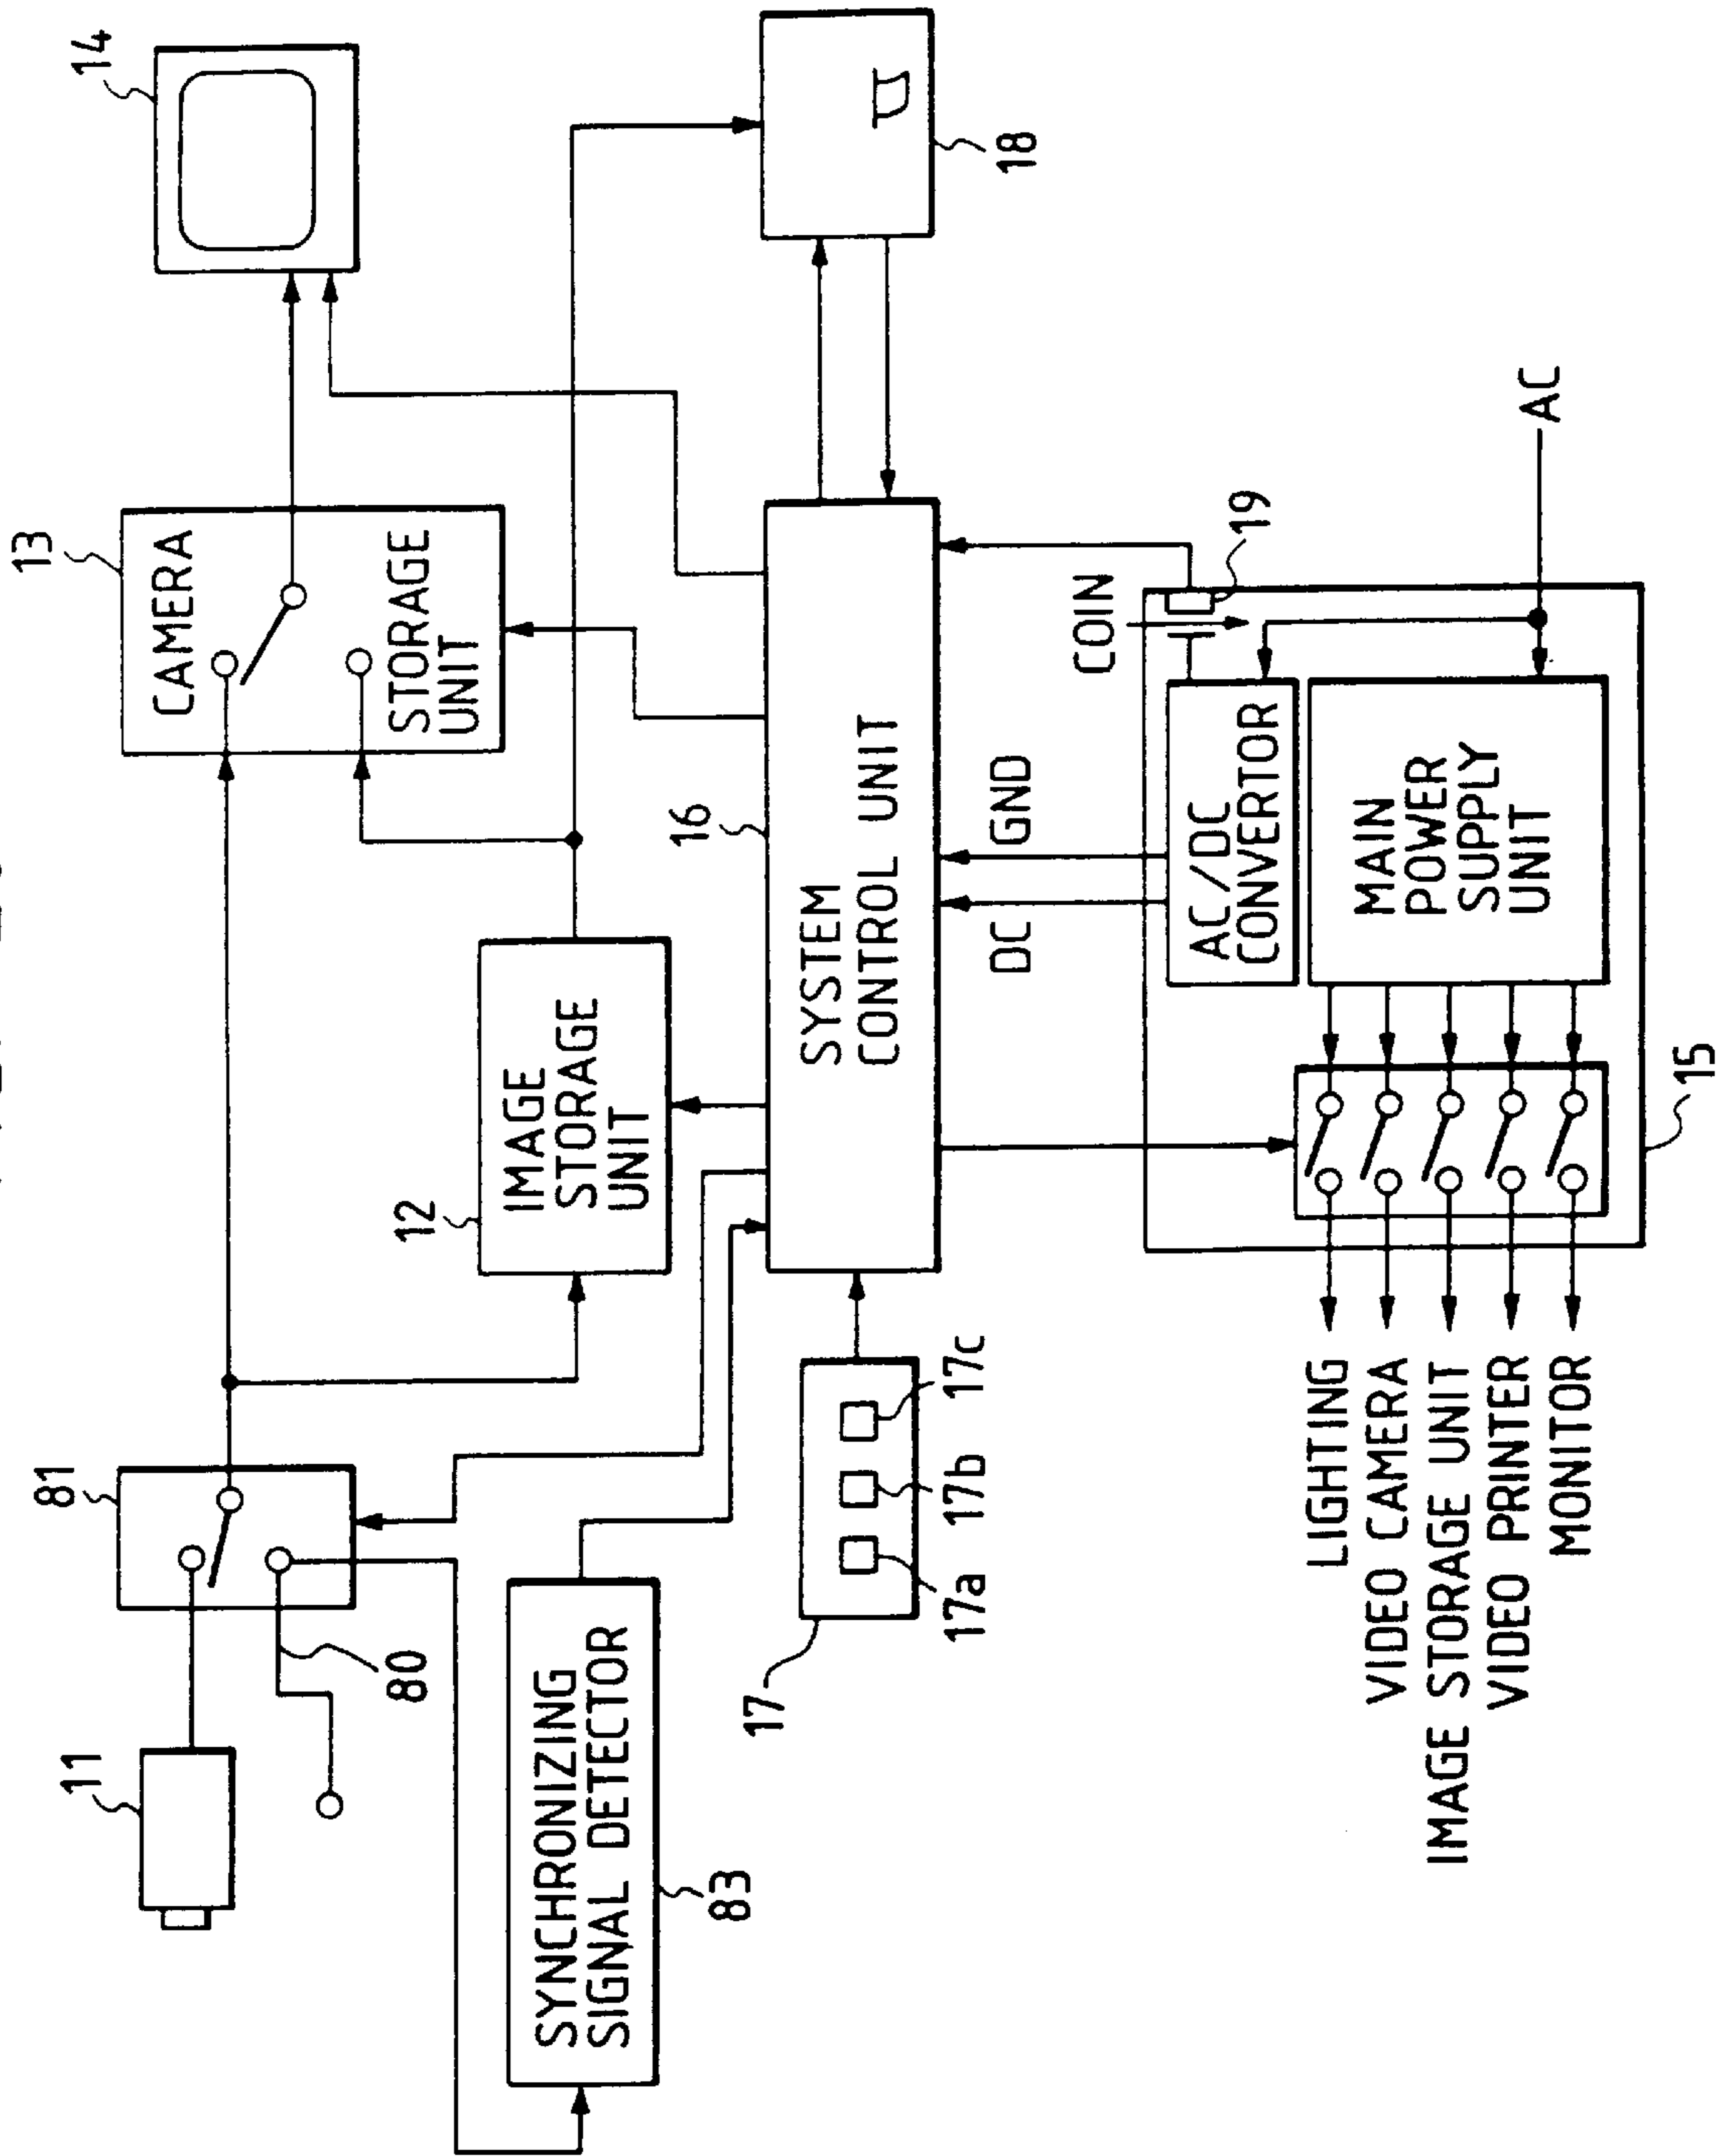 11
81
13
CAMERA
STORAGE
UNIT
14
80
12
IMAGE
STORAGE
UNIT
SYNCHRONIZING
SIGNAL DETECTOR
83
16
SYSTEM
CONTROL UNIT
18
17
17a
17b
17c
DC
GND
COIN
19
AC
AC/DC
CONVERTOR
MAIN
POWER
SUPPLY
UNIT
LIGHTING
VIDEO CAMERA
IMAGE STORAGE UNIT
VIDEO PRINTER
MONITOR
15